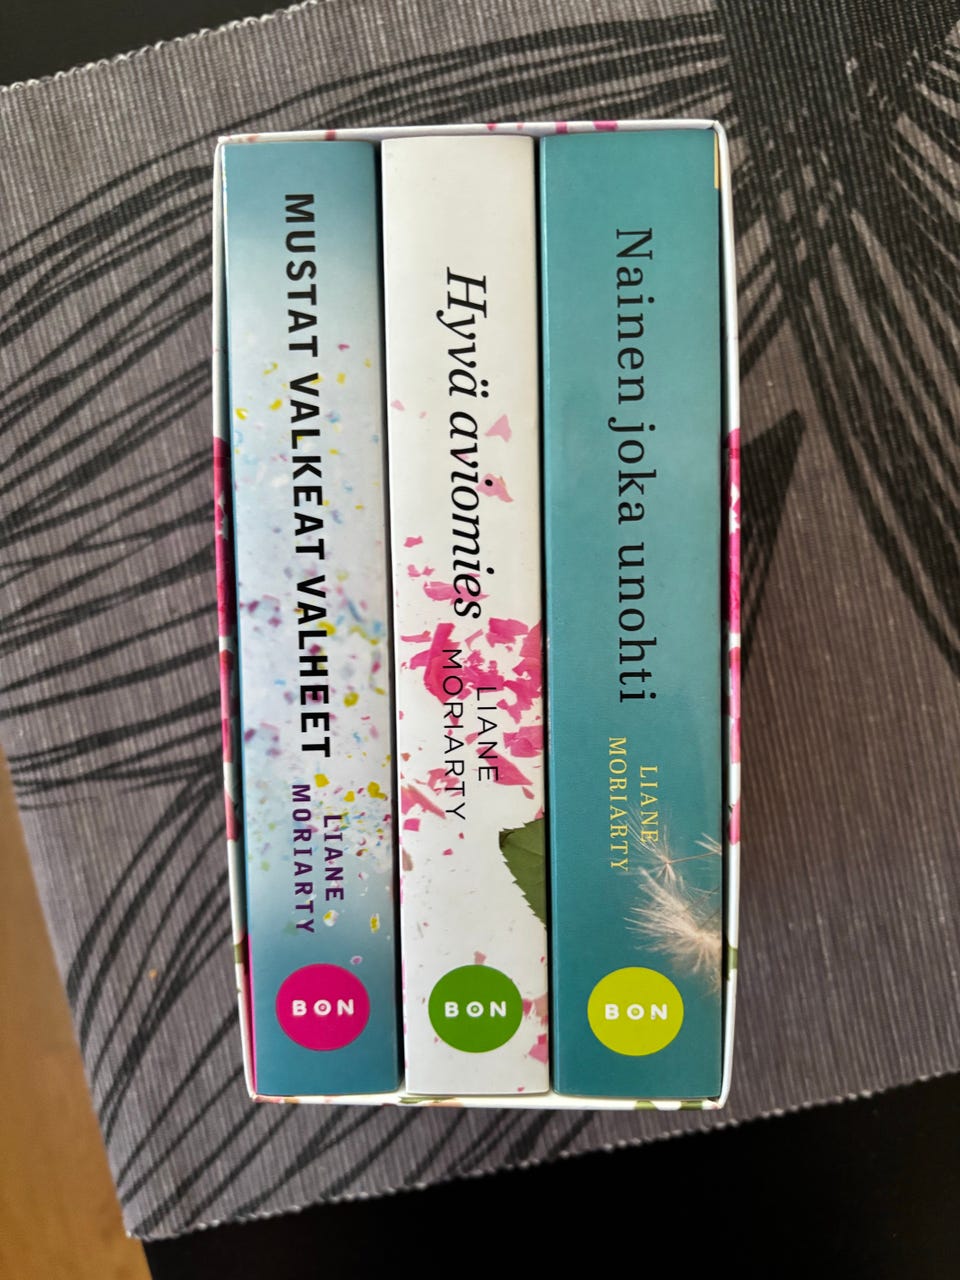 MUSTAT VALKEAT VALHEET
LIANE
MORIARTY
BON
Hyvä aviomies
LIANE
MORIARTY
BON
Nainen joka unohti
LIANE
MORIARTY
BON